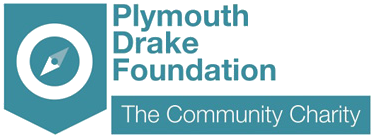 Plymouth
Drake
Foundation
The Community Charity